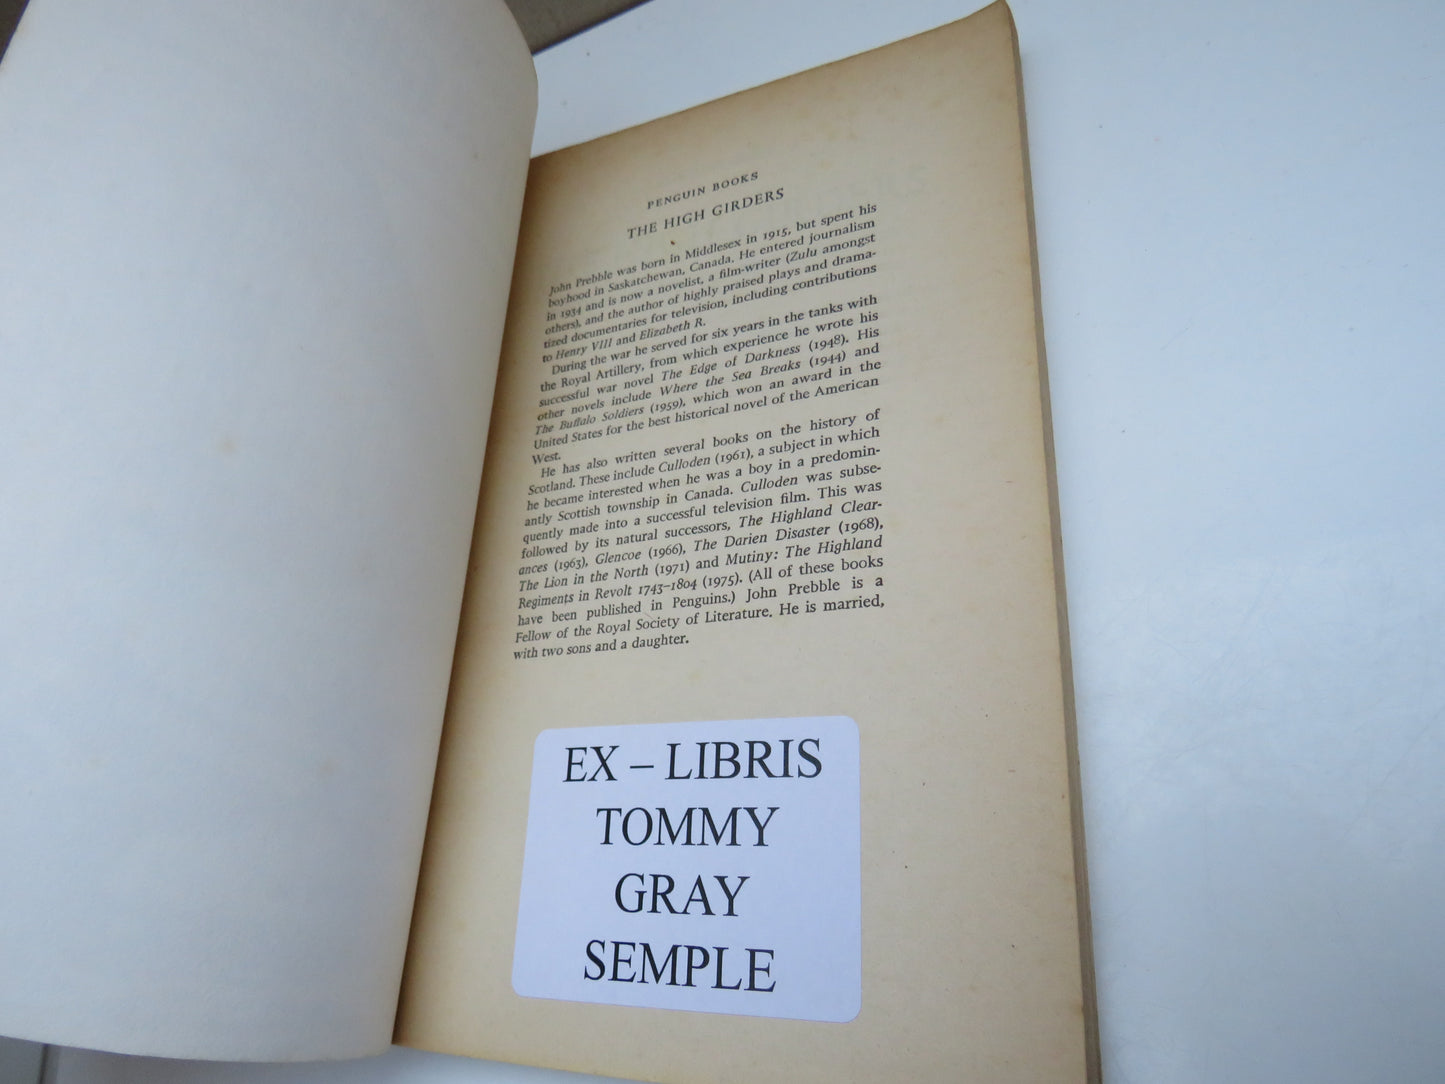 PENGUIN BOOKS
THE HIGH GIRDERS
John Prebble was born in Middlesex in 1915, but spent his
boyhood in Saskatchewan, Canada. He entered journalism
in 1934 and is now a novelist, a film-writer (Zulu amongst
others), and the author of highly praised plays and drama-
tized documentaries for television, including contributions
to Henry VIII and Elizabeth R.
During the war he served for six years in the tanks with
the Royal Artillery, from which experience he wrote his
successful war novel The Edge of Darkness (1948). His
other novels include Where the Sea Breaks (1944) and
The Buffalo Soldiers (1959), which won an award in the
United States for the best historical novel of the American
West.
He has also written several books on the history of
Scotland. These include Culloden (1961), a subject in which
he became interested when he was a boy in a predomin-
antly Scottish township in Canada. Culloden was subse-
quently made into a successful television film. This was
followed by its natural successors, The Highland Clear-
ances (1963), Glencoe (1966), The Darien Disaster (1968),
The Lion in the North (1971) and Mutiny: The Highland
Regiments in Revolt 1743–1804 (1975). (All of these books
have been published in Penguins.) John Prebble is a
Fellow of the Royal Society of Literature. He is married,
with two sons and a daughter.
EX – LIBRIS
TOMMY
GRAY
SEMPLE